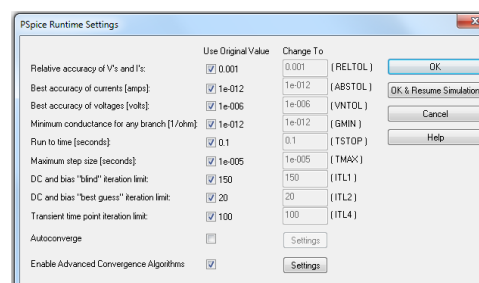 PSpice Runtime Settings
Use Original Value Change To
Relative accuracy of V's and I's: 0.001 0.001 (RELTOL) OK
Best accuracy of currents [amps]: 1e-012 1e-012 (ABSTOL) OK & Resume Simulation
Best accuracy of voltages [volts]: 1e-006 1e-006 (VNTOL)
Minimum conductance for any branch [1/ohm]: 1e-012 1e-012 (GMIN) Cancel
Run to time [seconds]: 0.1 0.1 (TSTOP) Help
Maximum step size [seconds]: 1e-005 1e-005 (TMAX)
DC and bias "blind" iteration limit: 150 150 (ITL1)
DC and bias "best guess" iteration limit: 20 20 (ITL2)
Transient time point iteration limit: 100 100 (ITL4)
Autoconverge Settings
Enable Advanced Convergence Algorithms Settings